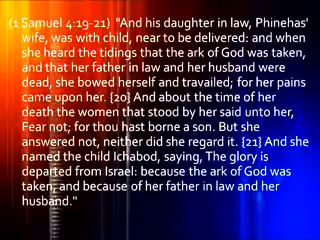 (1 Samuel 4:19-21)  "And his daughter in law, Phinehas'
wife, was with child, near to be delivered: and when
she heard the tidings that the ark of God was taken,
and that her father in law and her husband were
dead, she bowed herself and travailed; for her pains
came upon her. {20} And about the time of her
death the women that stood by her said unto her,
Fear not; for thou hast borne a son. But she
answered not, neither did she regard it. {21} And she
named the child Ichabod, saying, The glory is
departed from Israel: because the ark of God was
taken, and because of her father in law and her
husband."